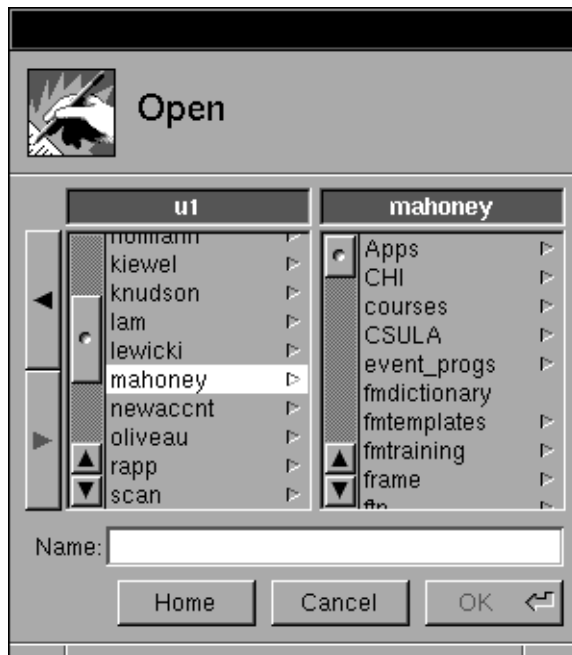 Open
u1
kiewel
knudson
lam
lewicki
mahoney
newaccnt
oliveau
rapp
scan
mahoney
Apps
CHI
courses
CSULA
event_progs
fmdictionary
fmtemplates
fmtraining
frame
Name:
Home
Cancel
OK